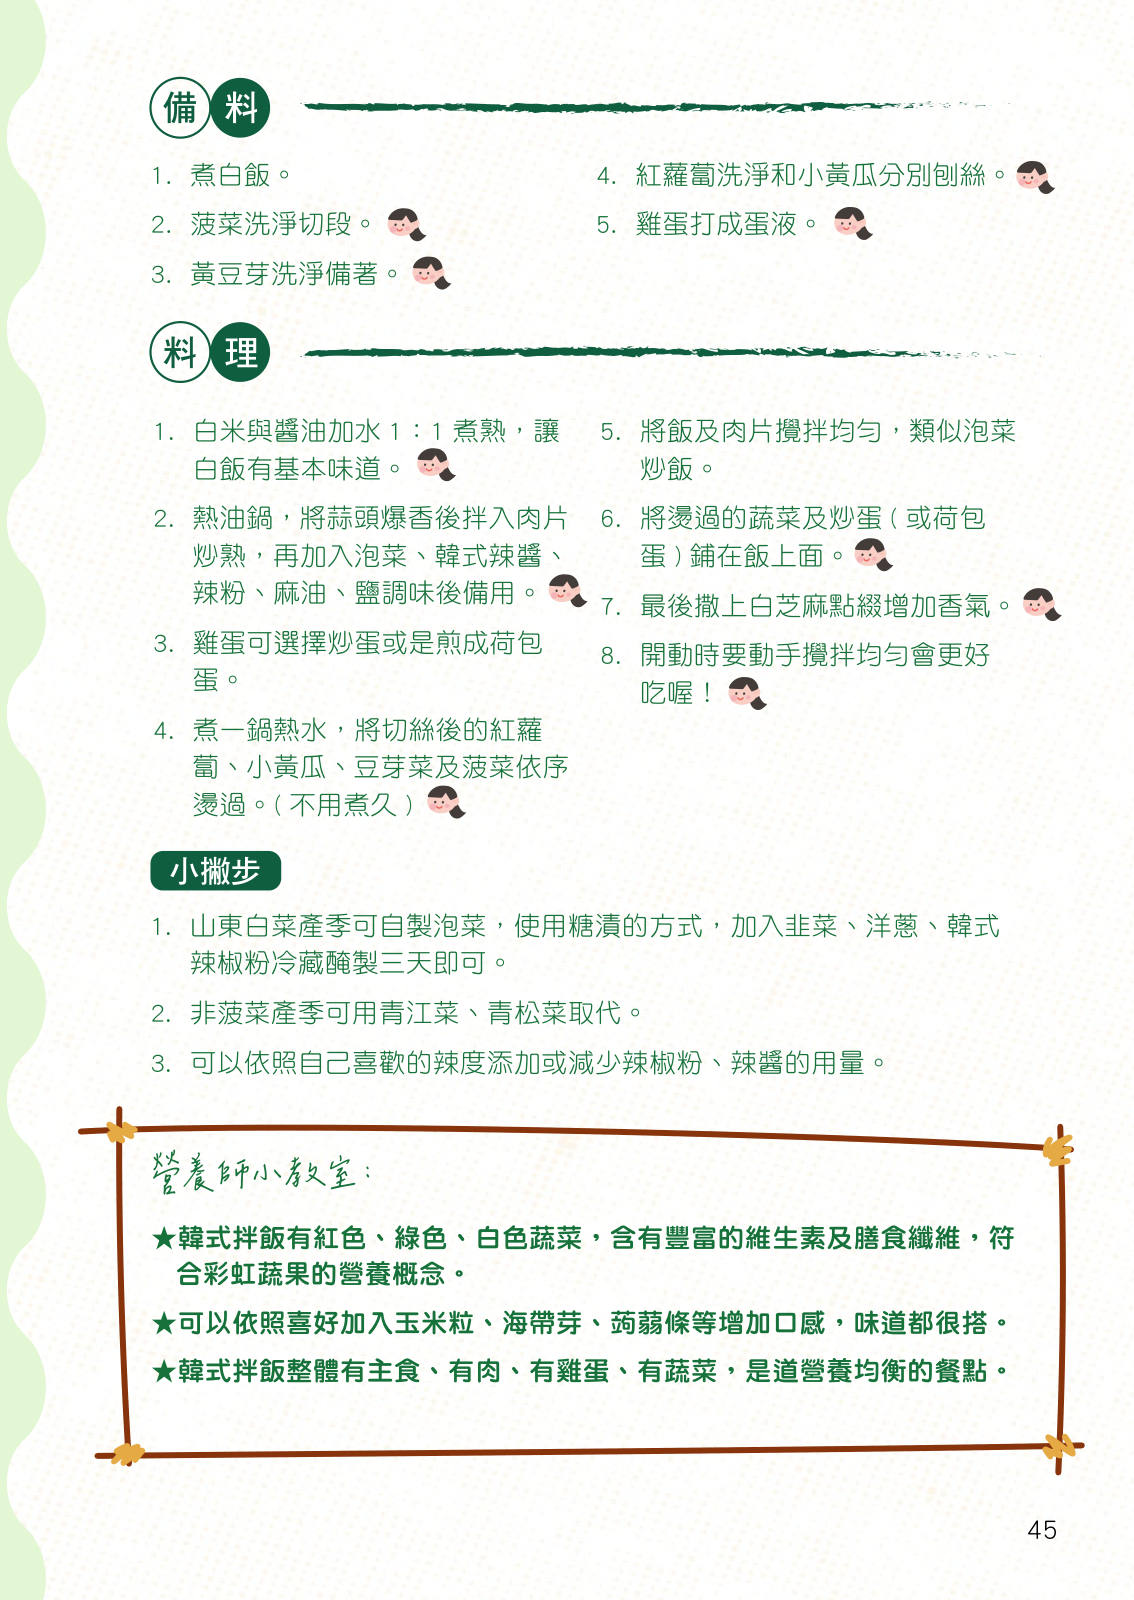 備料
1. 煮白飯。
2. 菠菜洗淨切段。
3. 黃豆芽洗淨備著。
4. 紅蘿蔔洗淨和小黃瓜分別刨絲。
5. 雞蛋打成蛋液。
料理
1. 白米與醬油加水 1：1 煮熟，讓
白飯有基本味道。
2. 熱油鍋，將蒜頭爆香後拌入肉片
炒熟，再加入泡菜、韓式辣醬、
辣粉、麻油、鹽調味後備用。
3. 雞蛋可選擇炒蛋或是煎成荷包
蛋。
4. 煮一鍋熱水，將切絲後的紅蘿
蔔、小黃瓜、豆芽菜及菠菜依序
燙過。( 不用煮久 )
5. 將飯及肉片攪拌均勻，類似泡菜
炒飯。
6. 將燙過的蔬菜及炒蛋 ( 或荷包
蛋 ) 鋪在飯上面。
7. 最後撒上白芝麻點綴增加香氣。
8. 開動時要動手攪拌均勻會更好
吃喔！
小撇步
1. 山東白菜產季可自製泡菜，使用糖漬的方式，加入韭菜、洋蔥、韓式
辣椒粉冷藏醃製三天即可。
2. 非菠菜產季可用青江菜、青松菜取代。
3. 可以依照自己喜歡的辣度添加或減少辣椒粉、辣醬的用量。
營養師小教室：
★韓式拌飯有紅色、綠色、白色蔬菜，含有豐富的維生素及膳食纖維，符
合彩虹蔬果的營養概念。
★可以依照喜好加入玉米粒、海帶芽、蒟蒻條等增加口感，味道都很搭。
★韓式拌飯整體有主食、有肉、有雞蛋、有蔬菜，是道營養均衡的餐點。
45